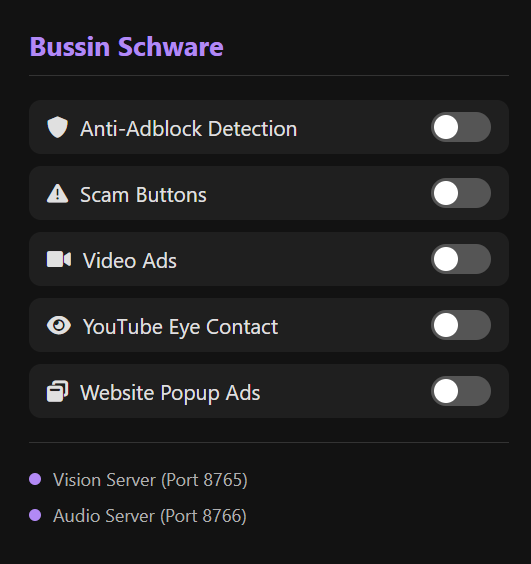 Bussin Schware
Anti-Adblock Detection
Scam Buttons
Video Ads
YouTube Eye Contact
Website Popup Ads
Vision Server (Port 8765)
Audio Server (Port 8766)